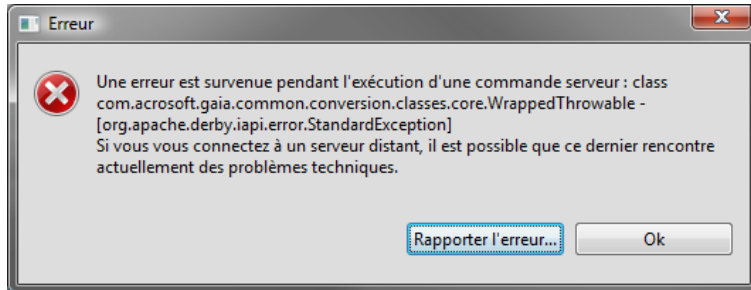 Erreur
Une erreur est survenue pendant l'exécution d'une commande serveur : class
com.acrosoft.gaia.common.conversion.classes.core.WrappedThrowable -
[org.apache.derby.iapi.error.StandardException]
Si vous vous connectez à un serveur distant, il est possible que ce dernier rencontre
actuellement des problèmes techniques.
Rapporter l'erreur... Ok